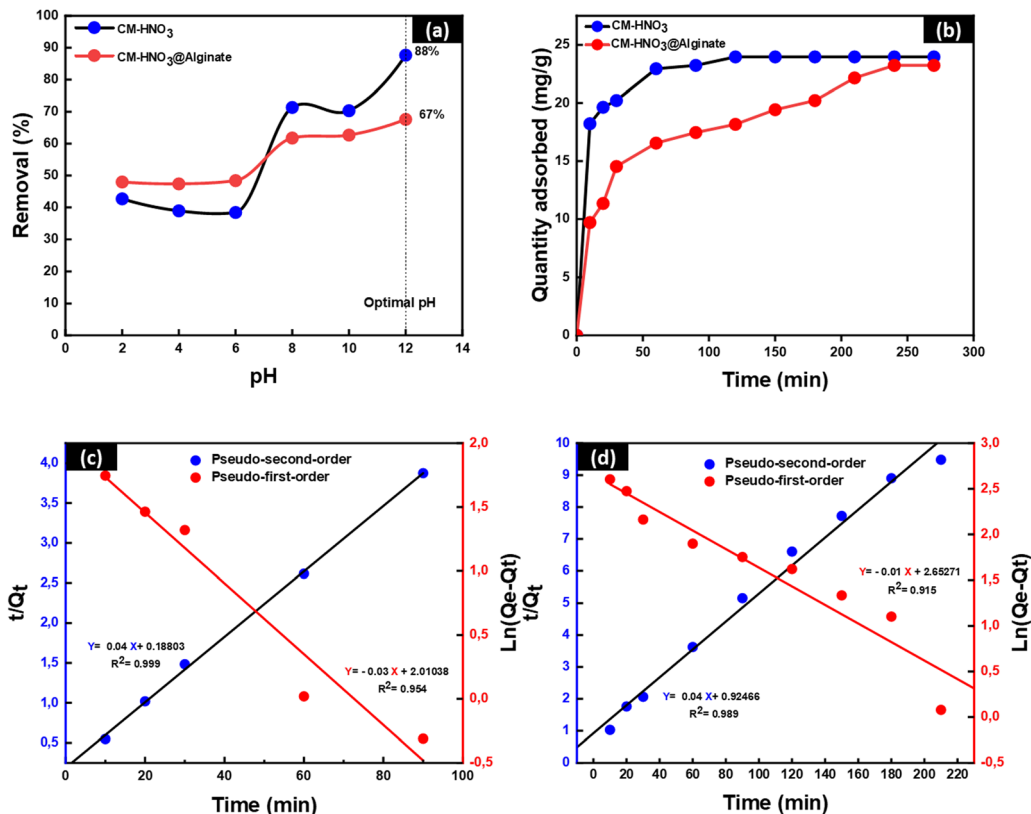 (a)
CM-HNO3
CM-HNO3@Alginate
88%
67%
Optimal pH
Removal (%)
100
90
80
70
60
50
40
30
20
10
0
0 2 4 6 8 10 12 14
pH
(b)
CM-HNO3
CM-HNO3@Alginate
Quantity adsorbed (mg/g)
25
20
15
10
5
0
0 50 100 150 200 250 300
Time (min)
(c)
Pseudo-second-order
Pseudo-first-order
t/Qt
4,0
3,5
3,0
2,5
2,0
1,5
1,0
0,5
Y= 0.04 X+ 0.18803
R2= 0.999
Y= - 0.03 X + 2.01038
R2= 0.954
2,0
1,5
1,0
0,5
0,0
-0,5
Ln(Qe-Qt)
0 20 40 60 80 100
Time (min)
(d)
Pseudo-second-order
Pseudo-first-order
t/Qt
10
9
8
7
6
5
4
3
2
1
0
Y= - 0.01 X + 2.65271
R2= 0.915
Y= 0.04 X+ 0.92466
R2= 0.989
3,0
2,5
2,0
1,5
1,0
0,5
0,0
-0,5
Ln(Qe-Qt)
0 20 40 60 80 100 120 140 160 180 200 220
Time (min)